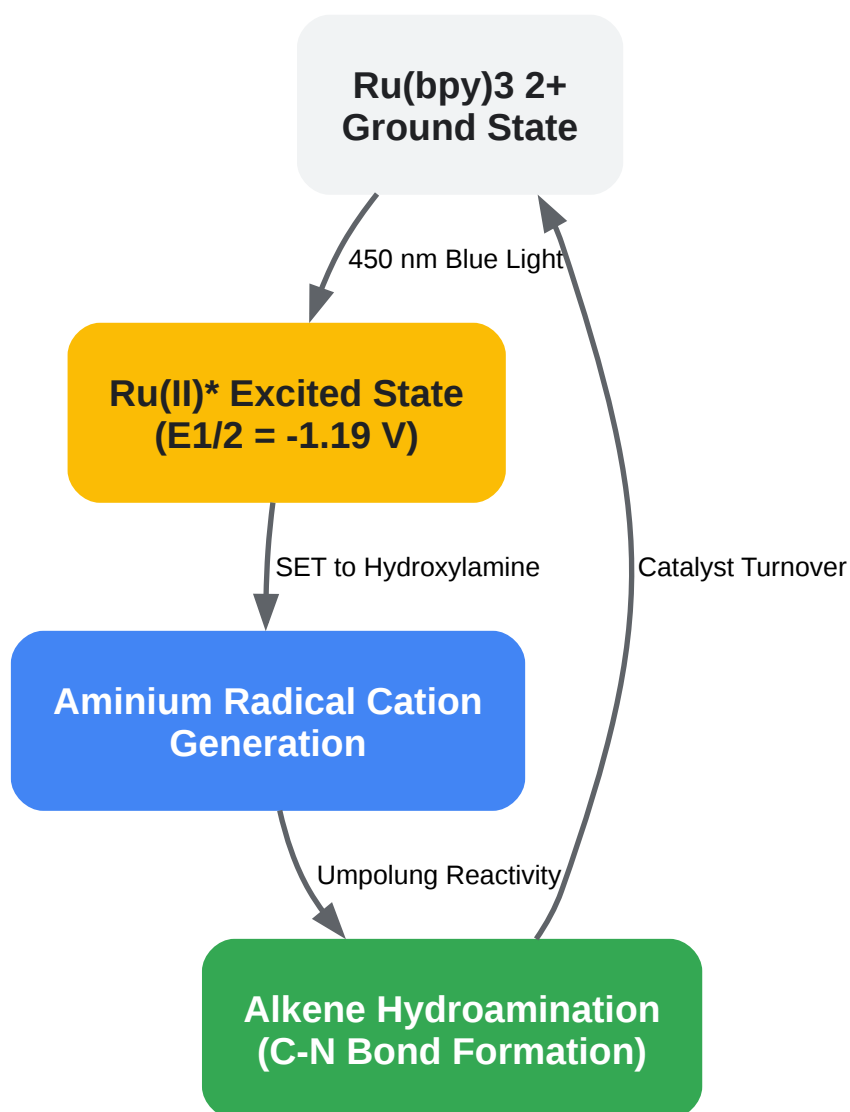 Ru(bpy)3 2+
Ground State
450 nm Blue Light
Ru(II)* Excited State
(E1/2 = -1.19 V)
SET to Hydroxylamine
Catalyst Turnover
Aminium Radical Cation
Generation
Umpolung Reactivity
Alkene Hydroamination
(C-N Bond Formation)